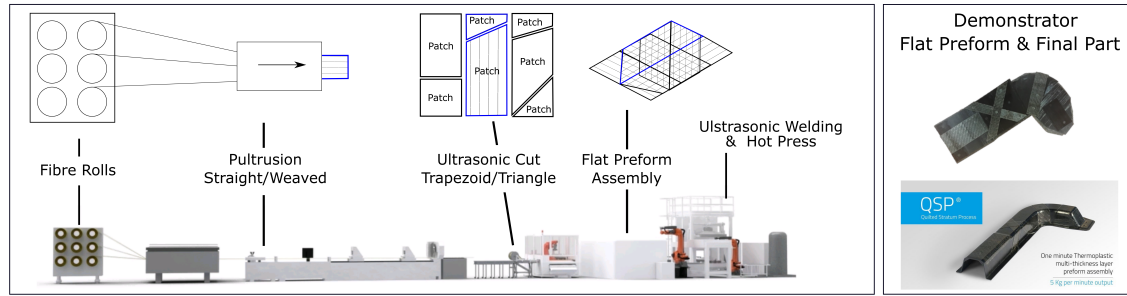 Patch
Patch
Patch
Patch
Patch
Patch
Patch
Fibre Rolls
Pultrusion
Straight/Weaved
Ultrasonic Cut
Trapezoid/Triangle
Flat Preform
Assembly
Ulstrasonic Welding
& Hot Press
Demonstrator
Flat Preform & Final Part
QSP®
Quilted Stratum Process
One minute Thermoplastic
multi-thickness layer
preform assembly
5 Kg per minute output